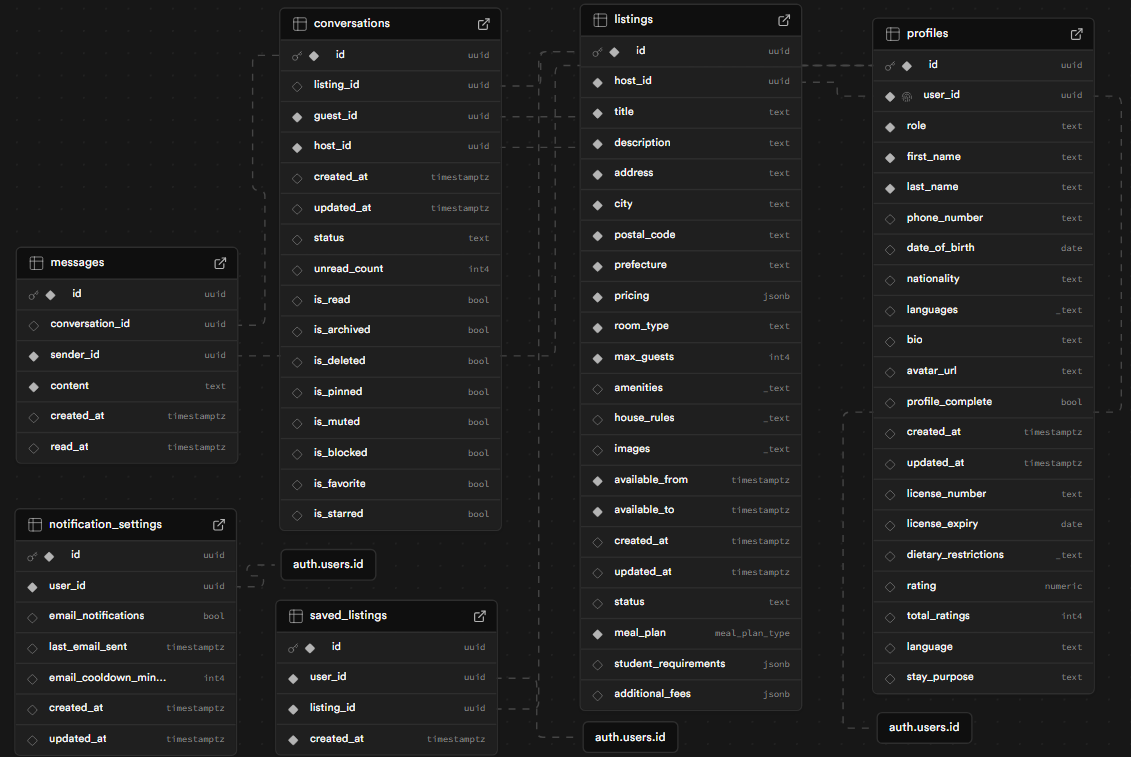 conversations
id uuid
listing_id uuid
guest_id uuid
host_id uuid
created_at timestamptz
updated_at timestamptz
status text
unread_count int4
is_read bool
is_archived bool
is_deleted bool
is_pinned bool
is_muted bool
is_blocked bool
is_favorite bool
is_starred bool
listings
id uuid
host_id uuid
title text
description text
address text
city text
postal_code text
prefecture text
pricing jsonb
room_type text
max_guests int4
amenities _text
house_rules _text
images _text
available_from timestamptz
available_to timestamptz
created_at timestamptz
updated_at timestamptz
status text
meal_plan meal_plan_type
student_requirements jsonb
additional_fees jsonb
profiles
id uuid
user_id uuid
role text
first_name text
last_name text
phone_number text
date_of_birth date
nationality text
languages _text
bio text
avatar_url text
profile_complete bool
created_at timestamptz
updated_at timestamptz
license_number text
license_expiry date
dietary_restrictions _text
rating numeric
total_ratings int4
language text
stay_purpose text
messages
id uuid
conversation_id uuid
sender_id uuid
content text
created_at timestamptz
read_at timestamptz
notification_settings
id uuid
user_id uuid
email_notifications bool
last_email_sent timestamptz
email_cooldown_min... int4
created_at timestamptz
updated_at timestamptz
auth.users.id
saved_listings
id uuid
user_id uuid
listing_id uuid
created_at timestamptz
auth.users.id
auth.users.id